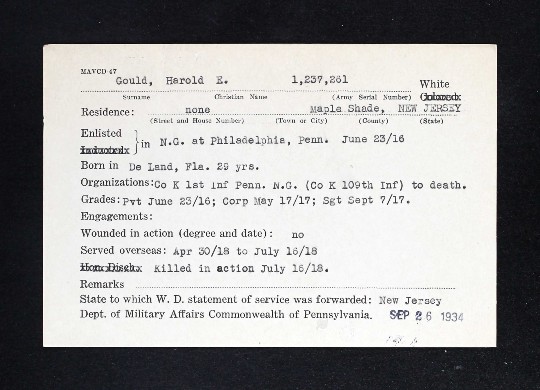 MAVCD-47
Gould, Harold E. 1,237,261 White
Surname Christian Name (Army Serial Number) Colored
Residence: none Maple Shade, NEW JERSEY
(Street and House Number) (Town or City) (County) (State)
Enlisted
Inducted } in N.G. at Philadelphia, Penn. June 23/16
Born in De Land, Fla. 29 yrs.
Organizations: Co K 1st Inf Penn. N.G. (Co K 109th Inf) to death.
Grades: Pvt June 23/16; Corp May 17/17; Sgt Sept 7/17.
Engagements:
Wounded in action (degree and date): no
Served overseas: Apr 30/18 to July 16/18
Hon. Disch. Killed in action July 16/18.
Remarks
State to which W. D. statement of service was forwarded: New Jersey
Dept. of Military Affairs Commonwealth of Pennsylvania. SEP 26 1934